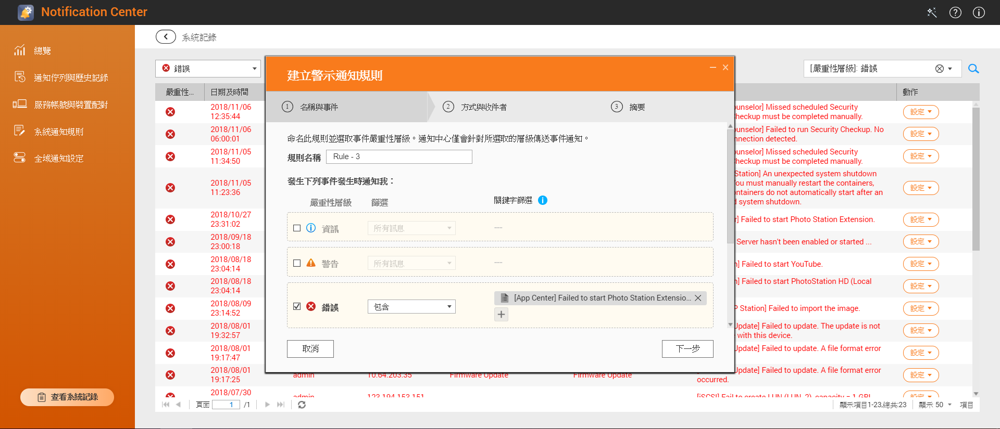 Notification Center
總覽
通知佇列與歷史記錄
服務帳號與裝置配對
系統通知規則
全域通知設定
查看系統記錄
系統記錄
錯誤
[嚴重性層級]: 錯誤
嚴重性...
日期及時間
動作
2018/11/06
12:35:44
ounselor] Missed scheduled Security
heckup must be completed manually.
設定
2018/11/06
06:00:01
ounselor] Failed to run Security Checkup. No
nnection detected.
設定
2018/11/05
11:34:50
ounselor] Missed scheduled Security
heckup must be completed manually.
設定
2018/11/05
11:23:36
Station] An unexpected system shutdown
ou must manually restart the containers,
ntainers do not automatically start after an
d system shutdown.
設定
2018/10/27
23:31:02
r] Failed to start Photo Station Extension.
設定
2018/09/18
23:00:18
Server hasn't been enabled or started ...
設定
2018/08/18
23:04:14
n] Failed to start YouTube.
設定
2018/08/18
23:04:14
n] Failed to start PhotoStation HD (Local
設定
2018/08/09
23:14:52
P Station] Failed to import the image.
設定
2018/08/01
19:32:57
Update] Failed to update. The update is not
with this device.
設定
2018/08/01
19:17:47
Update] Failed to update. A file format error
設定
2018/08/01
19:17:25
admin
10.64.203.35
Firmware Update
Firmware Update
Update] Failed to update. A file format error
occurred.
設定
2018/07/30
admin
123.194.153.151
[iSCSI] Fail to create LUN (LUN_2), capacity = 1 GB!
設定
頁面 1 /1
顯示項目1-23,總共:23
顯示 50 項目
建立警示通知規則
1 名稱與事件
2 方式與收件者
3 摘要
命名此規則並選取事件嚴重性層級。通知中心僅會針對所選取的層級傳送事件通知。
規則名稱 Rule - 3
發生下列事件發生時通知我：
嚴重性層級 篩選 關鍵字篩選
資訊 所有訊息 ---
警告 所有訊息 ---
錯誤 包含 [App Center] Failed to start Photo Station Extensio...
取消
下一步